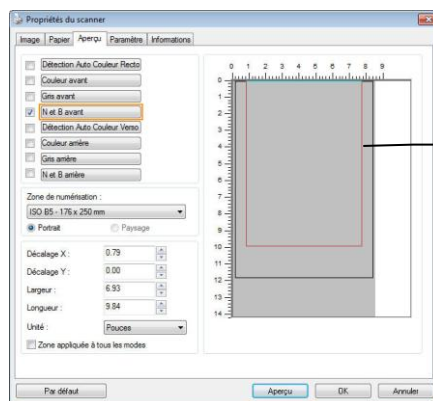 Propriétés du scanner
Image Papier Aperçu Paramètre Informations
Détection Auto Couleur Recto
Couleur avant
Gris avant
N et B avant
Détection Auto Couleur Verso
Couleur arrière
Gris arrière
N et B arrière
Zone de numérisation :
ISO B5 - 176 x 250 mm
Portrait Paysage
Décalage X : 0.79
Décalage Y : 0.00
Largeur : 6.93
Longueur : 9.84
Unité : Pouces
Zone appliquée à tous les modes
0 1 2 3 4 5 6 7 8 9
0
1
2
3
4
5
6
7
8
9
10
11
12
13
14
Par défaut Aperçu OK Annuler